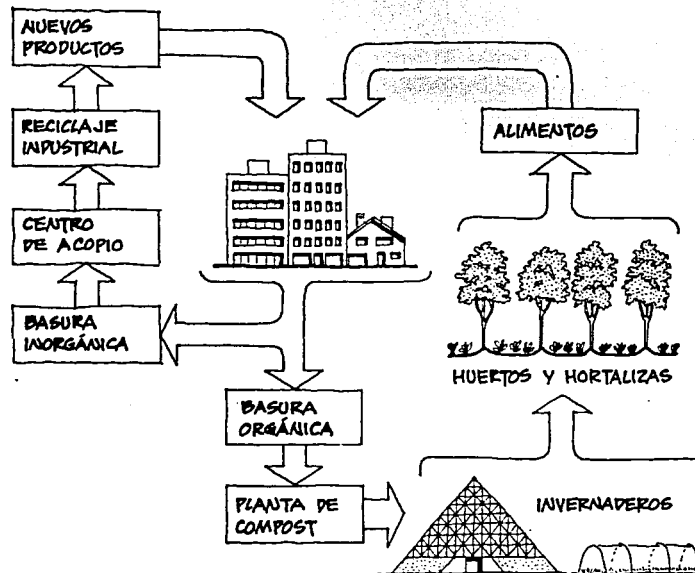 NUEVOS
PRODUCTOS
RECICLAJE
INDUSTRIAL
CENTRO
DE ACOPIO
BASURA
INORGÁNICA
ALIMENTOS
HUERTOS Y HORTALIZAS
BASURA
ORGÁNICA
PLANTA DE
COMPOST
INVERNADEROS